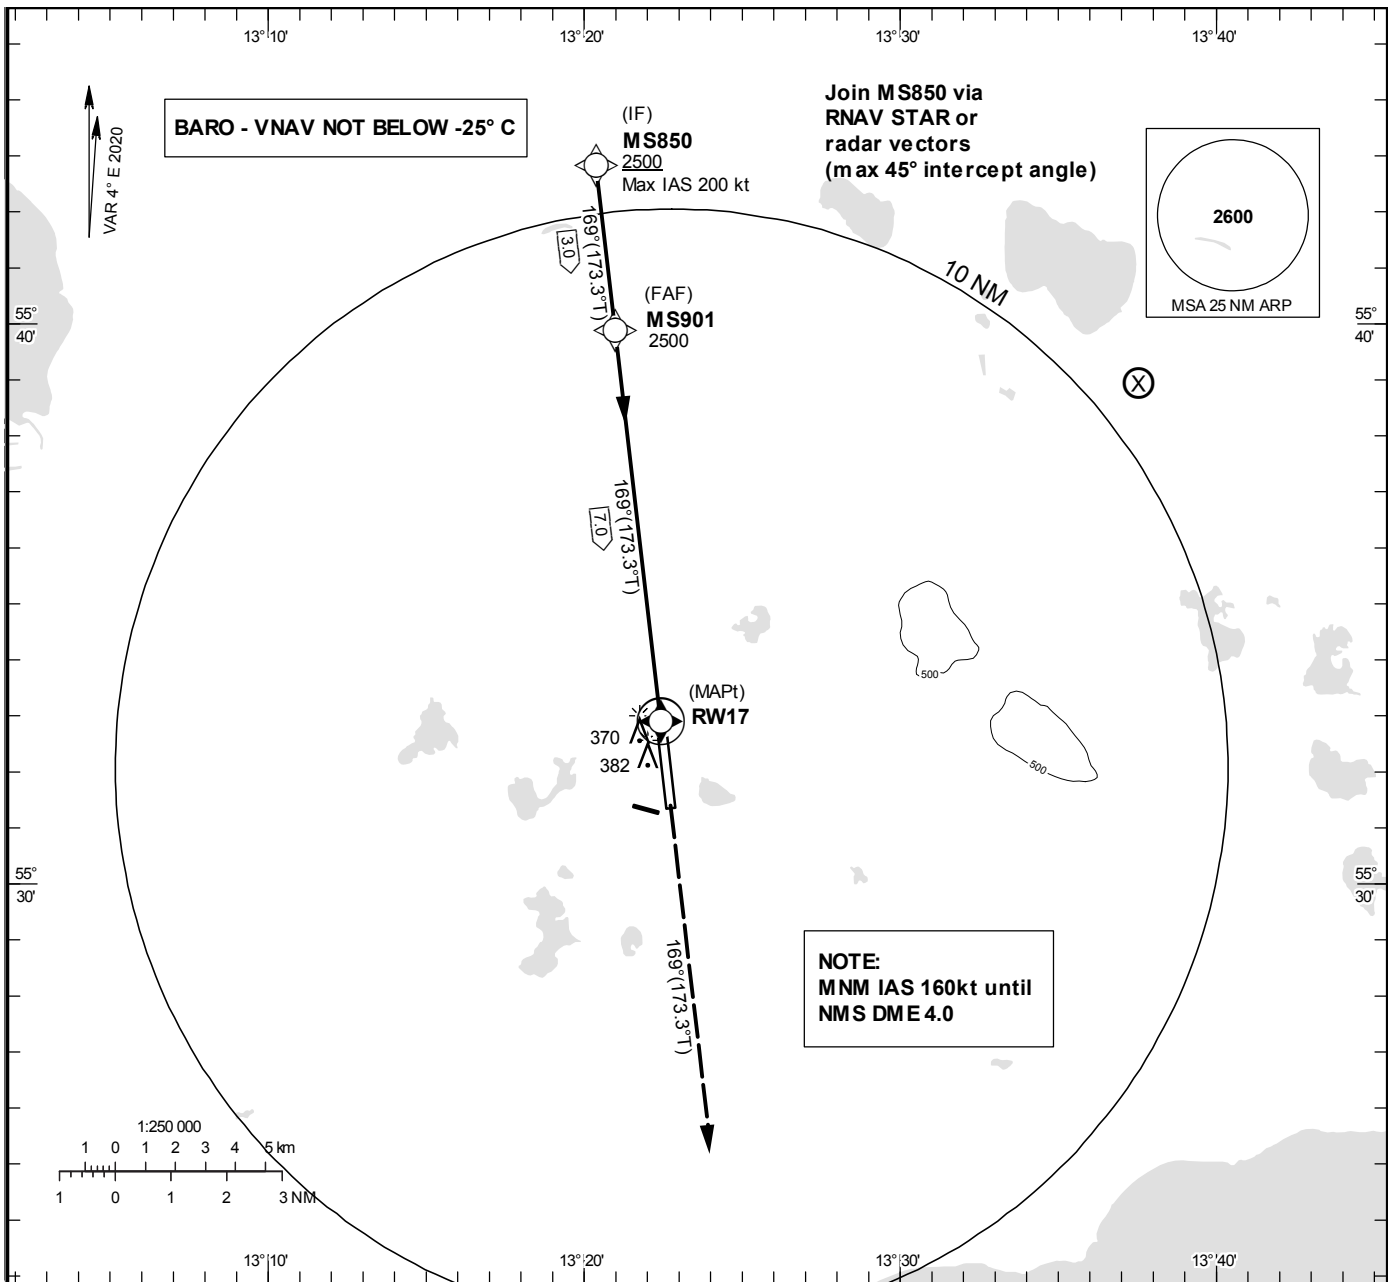 13°10'
13°20'
13°30'
13°40'
VAR 4° E 2020
BARO - VNAV NOT BELOW -25° C
(IF)
MS850
2500
Max IAS 200 kt
Join MS850 via
RNAV STAR or
radar vectors
(max 45° intercept angle)
2600
MSA 25 NM ARP
169°(173.3°T)
3.0
10 NM
(FAF)
MS901
2500
55°
40'
55°
40'
X
169°(173.3°T)
7.0
500
500
(MAPt)
RW17
370
382
55°
30'
55°
30'
169°(173.3°T)
NOTE:
MNM IAS 160kt until
NMS DME 4.0
1:250 000
1 0 1 2 3 4 5 km
1 0 1 2 3 NM
13°10'
13°20'
13°30'
13°40'